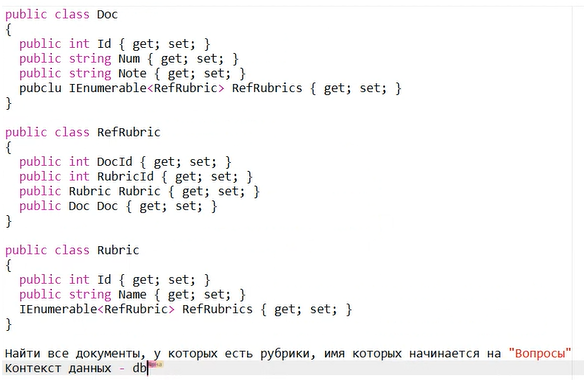 public class Doc
{
  public int Id { get; set; }
  public string Num { get; set; }
  public string Note { get; set; }
  pubclu IEnumerable<RefRubric> RefRubrics { get; set; }
}

public class RefRubric
{
  public int DocId { get; set; }
  public int RubricId { get; set; }
  public Rubric Rubric { get; set; }
  public Doc Doc { get; set; }
}

public class Rubric
{
  public int Id { get; set; }
  public string Name { get; set; }
  IEnumerable<RefRubric> RefRubrics { get; set; }
}

Найти все документы, у которых есть рубрики, имя которых начинается на "Вопросы"
Контекст данных - db